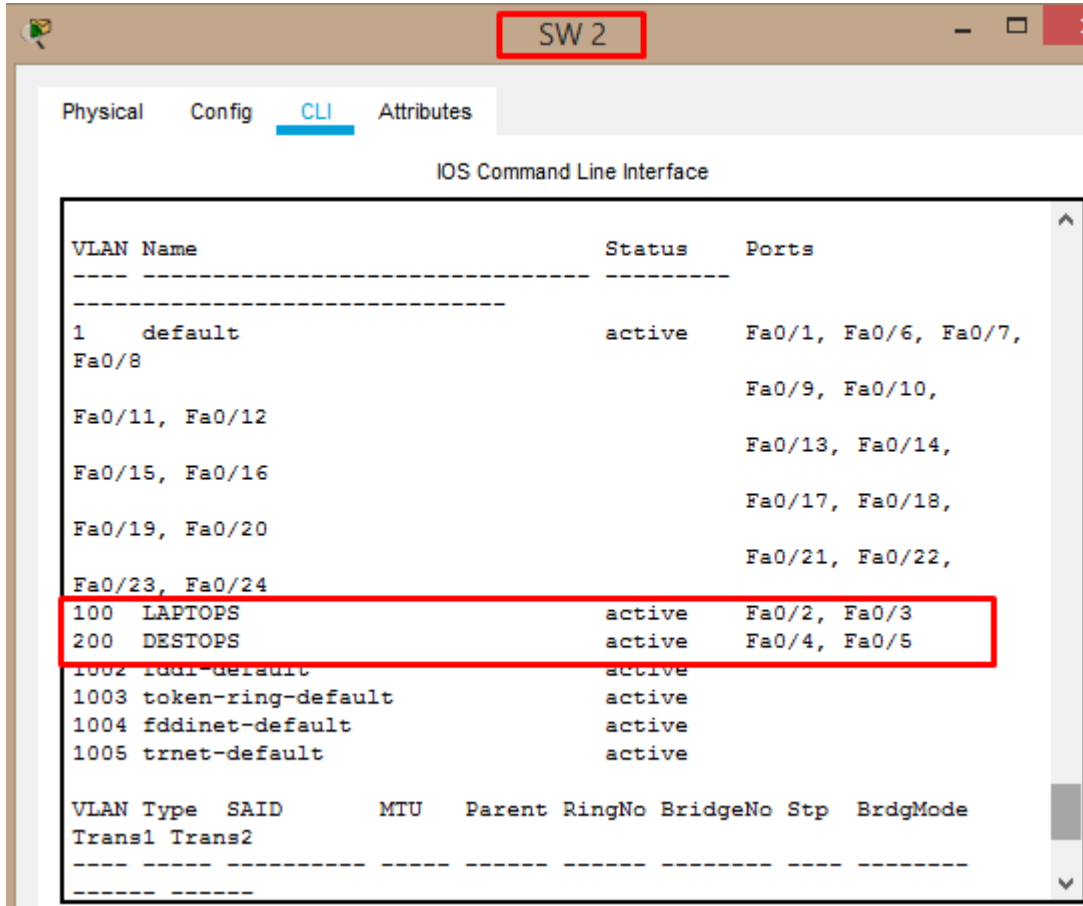 SW 2
Physical Config CLI Attributes
IOS Command Line Interface
VLAN Name Status Ports
---- -------------------------------- ---------
-------------------------------
1 default active Fa0/1, Fa0/6, Fa0/7,
Fa0/8
Fa0/9, Fa0/10,
Fa0/11, Fa0/12
Fa0/13, Fa0/14,
Fa0/15, Fa0/16
Fa0/17, Fa0/18,
Fa0/19, Fa0/20
Fa0/21, Fa0/22,
Fa0/23, Fa0/24
100 LAPTOPS active Fa0/2, Fa0/3
200 DESTOPS active Fa0/4, Fa0/5
1002 fddi-default active
1003 token-ring-default active
1004 fddinet-default active
1005 trnet-default active
VLAN Type SAID MTU Parent RingNo BridgeNo Stp BrdgMode
Trans1 Trans2
---- ----- ---------- ----- ------ ------ -------- ---- --------
------ ------